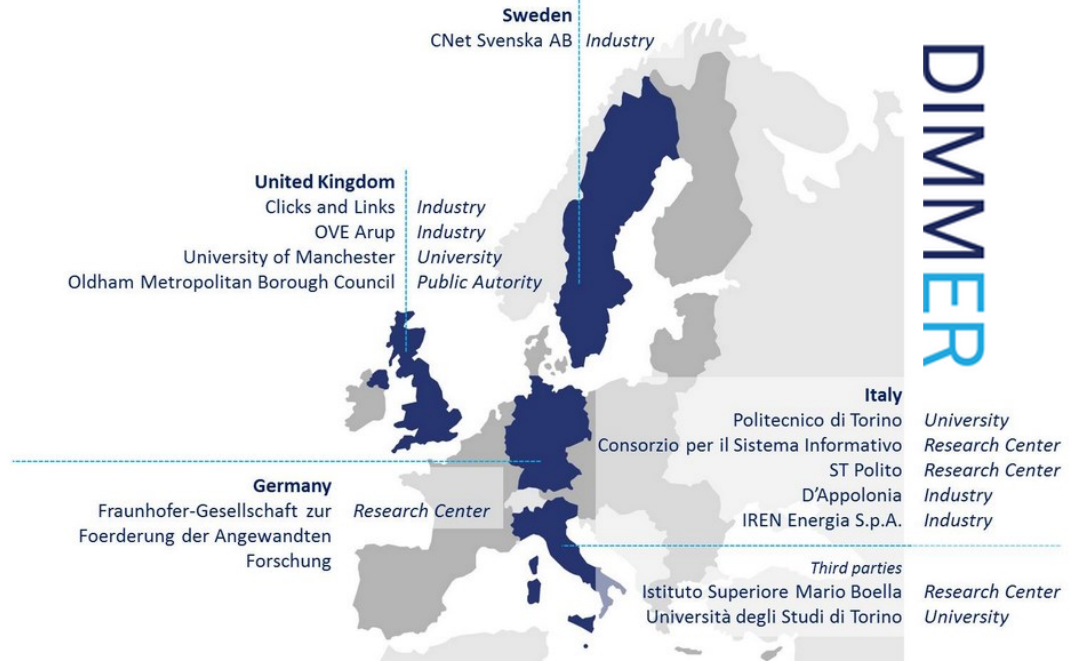 Sweden
CNet Svenska AB Industry
DIMMER
United Kingdom
Clicks and Links Industry
OVE Arup Industry
University of Manchester University
Oldham Metropolitan Borough Council Public Autority
Italy
Politecnico di Torino University
Consorzio per il Sistema Informativo Research Center
ST Polito Research Center
D'Appolonia Industry
IREN Energia S.p.A. Industry
Germany
Fraunhofer-Gesellschaft zur Research Center
Foerderung der Angewandten
Forschung
Third parties
Istituto Superiore Mario Boella Research Center
Università degli Studi di Torino University